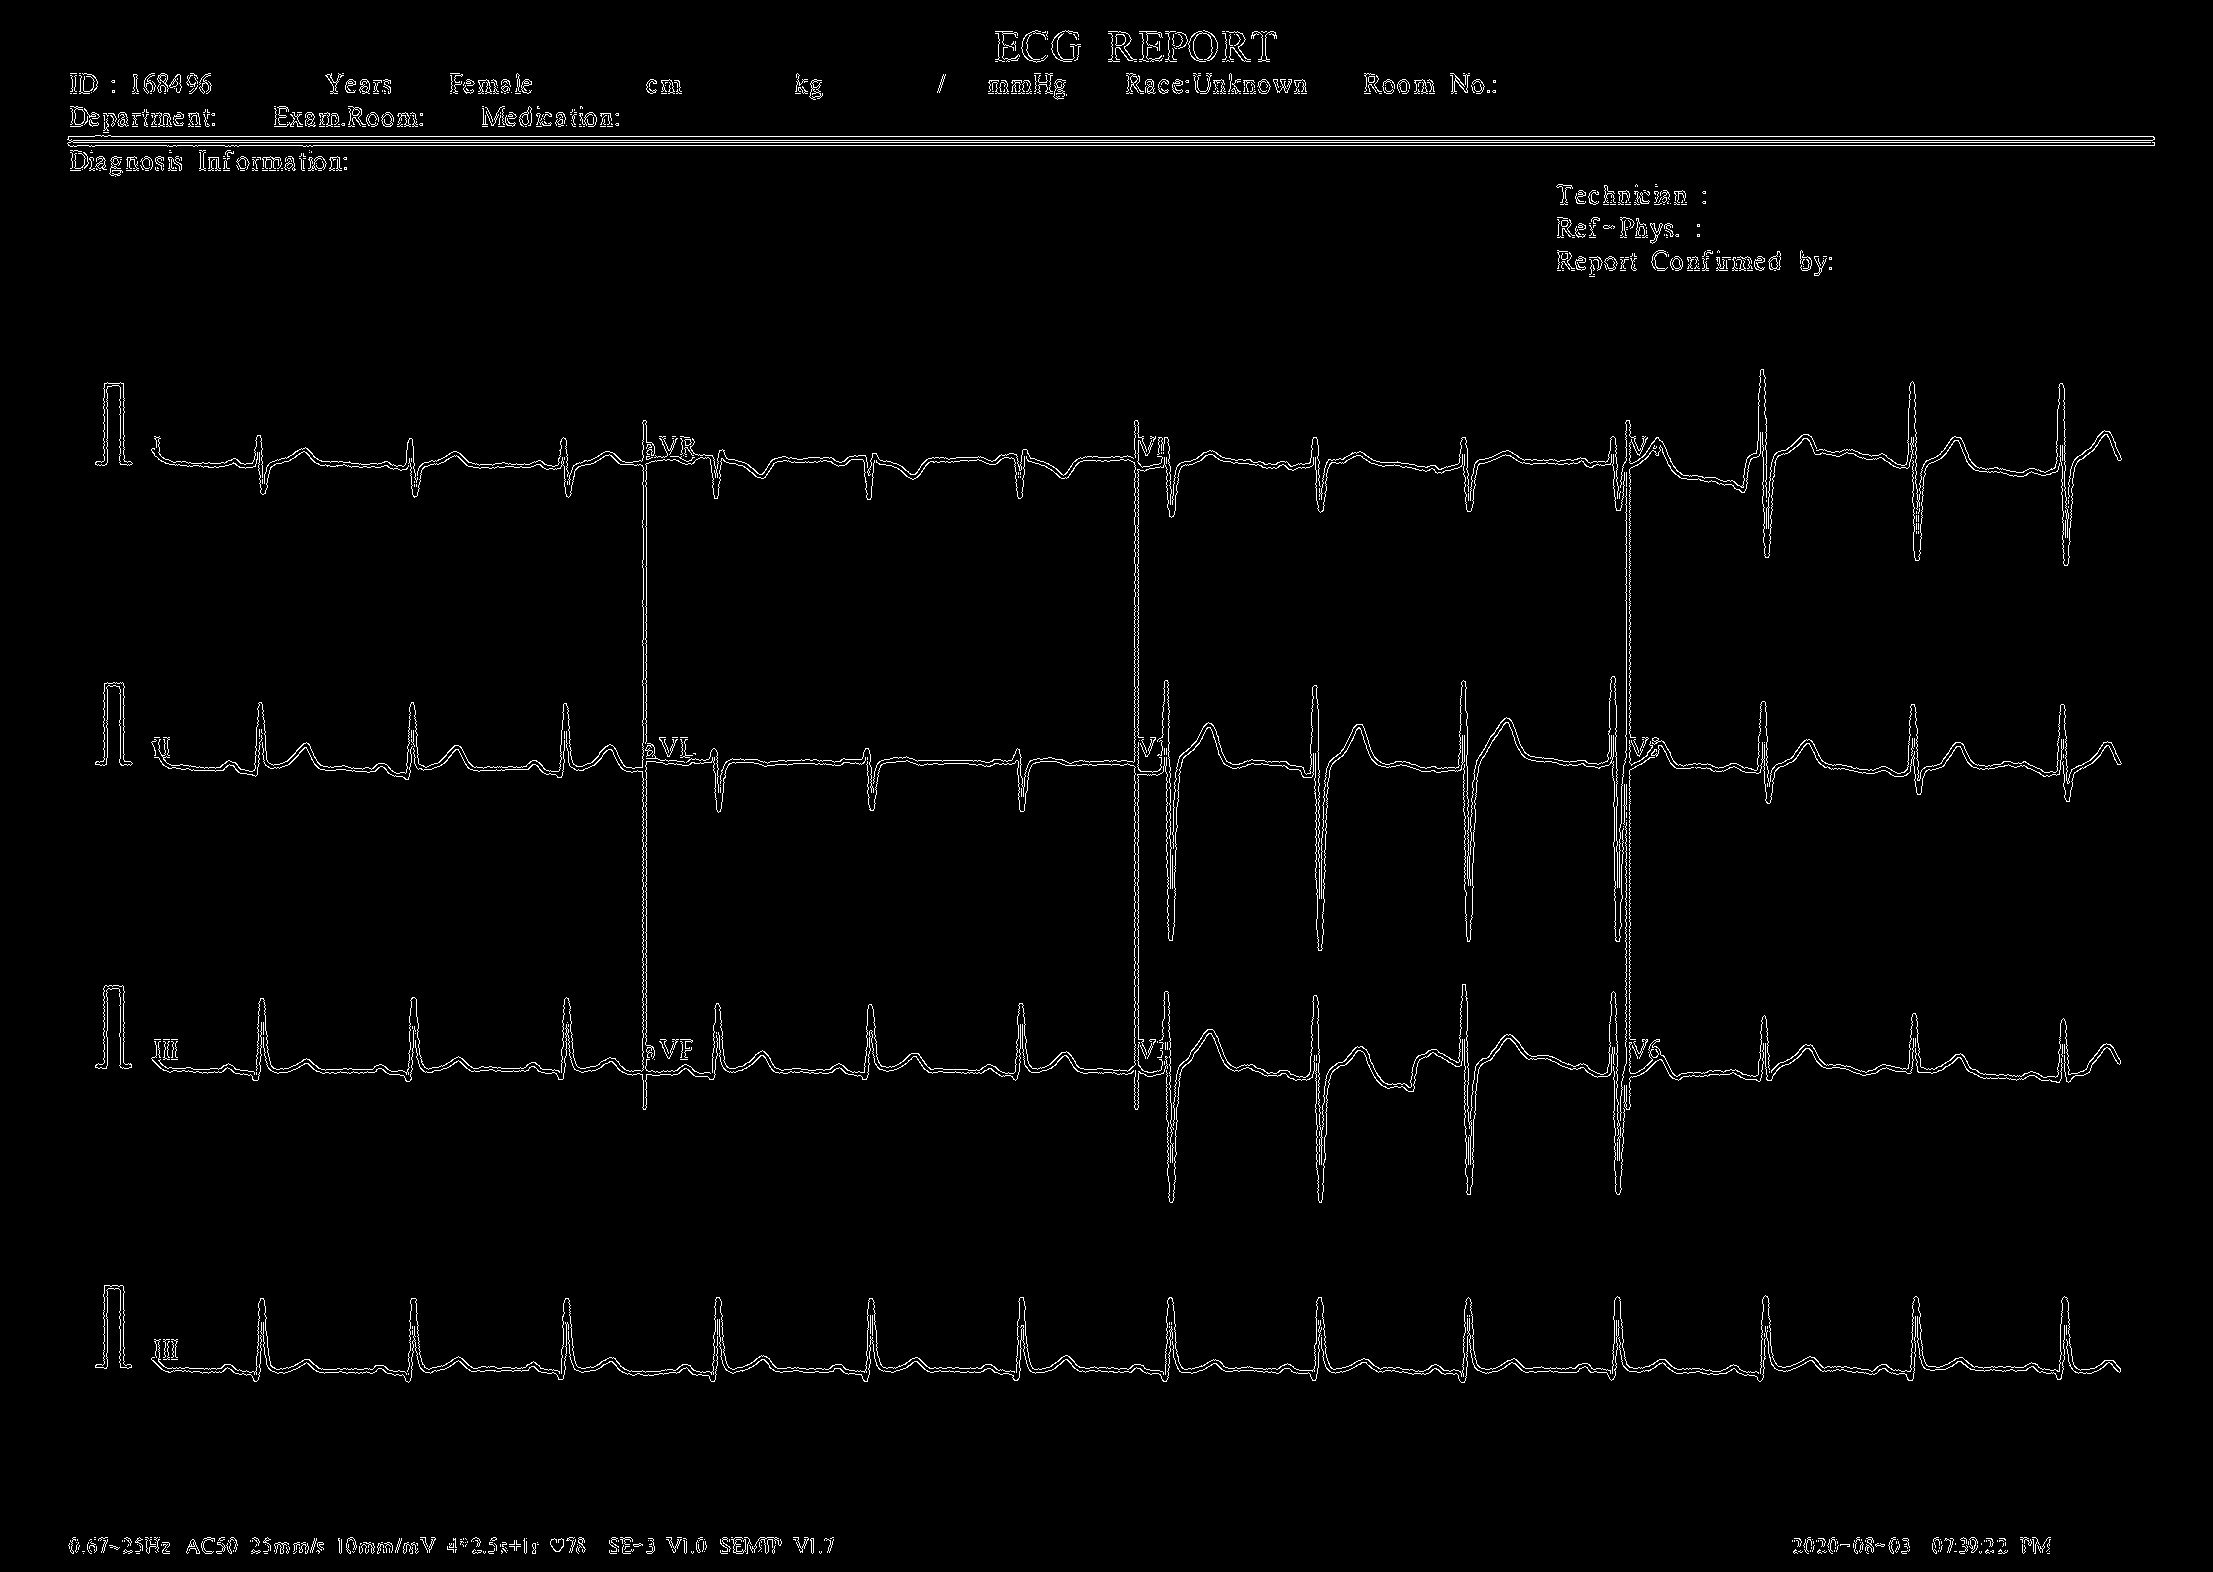 ECG REPORT
ID : 168496 Years Female cm kg / mmHg Race:Unknown Room No.:
Department: Exam.Room: Medication:
Diagnosis Information:
Technician :
Ref-Phys. :
Report Confirmed by:
I aVR V1 V4
II aVL
III aVF V3 V6
III
0.67~25Hz AC50 25mm/s 10mm/mV 4*2.5s+1r ♡78 SE-3 V1.0 SEMIP V1.7
2020-08-03 07:39:22 PM